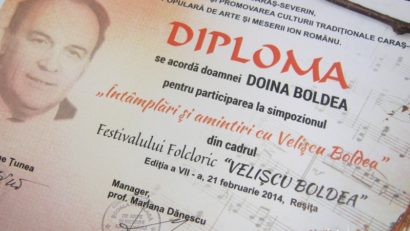 CARAȘ-SEVERIN,
ȘI PROMOVAREA CULTURII TRADIȚIONALE CARAȘ-
POPULARĂ DE ARTE ȘI MESERII ION ROMÂNU.
DIPLOMA
se acordă doamnei DOINA BOLDEA
pentru participarea la simpozionul
„Întâmplări și amintiri cu Velișcu Boldea”
din cadrul
Festivalului Folcloric "VELIȘCU BOLDEA"
Ediția a VII - a, 21 februarie 2014, Reșița
ne Tunea
Manager,
prof. Mariana Dănescu